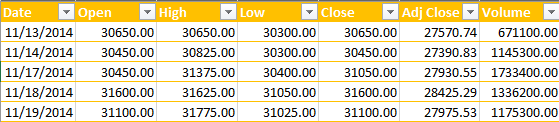 Date Open High Low Close Adj Close Volume
11/13/2014 30650.00 30650.00 30300.00 30650.00 27570.74 671100.00
11/14/2014 30450.00 30825.00 30300.00 30450.00 27390.83 1145300.00
11/17/2014 30450.00 31375.00 30400.00 31050.00 27930.55 1733400.00
11/18/2014 31600.00 31625.00 31050.00 31600.00 28425.29 1336200.00
11/19/2014 31100.00 31775.00 31025.00 31100.00 27975.53 1175300.00